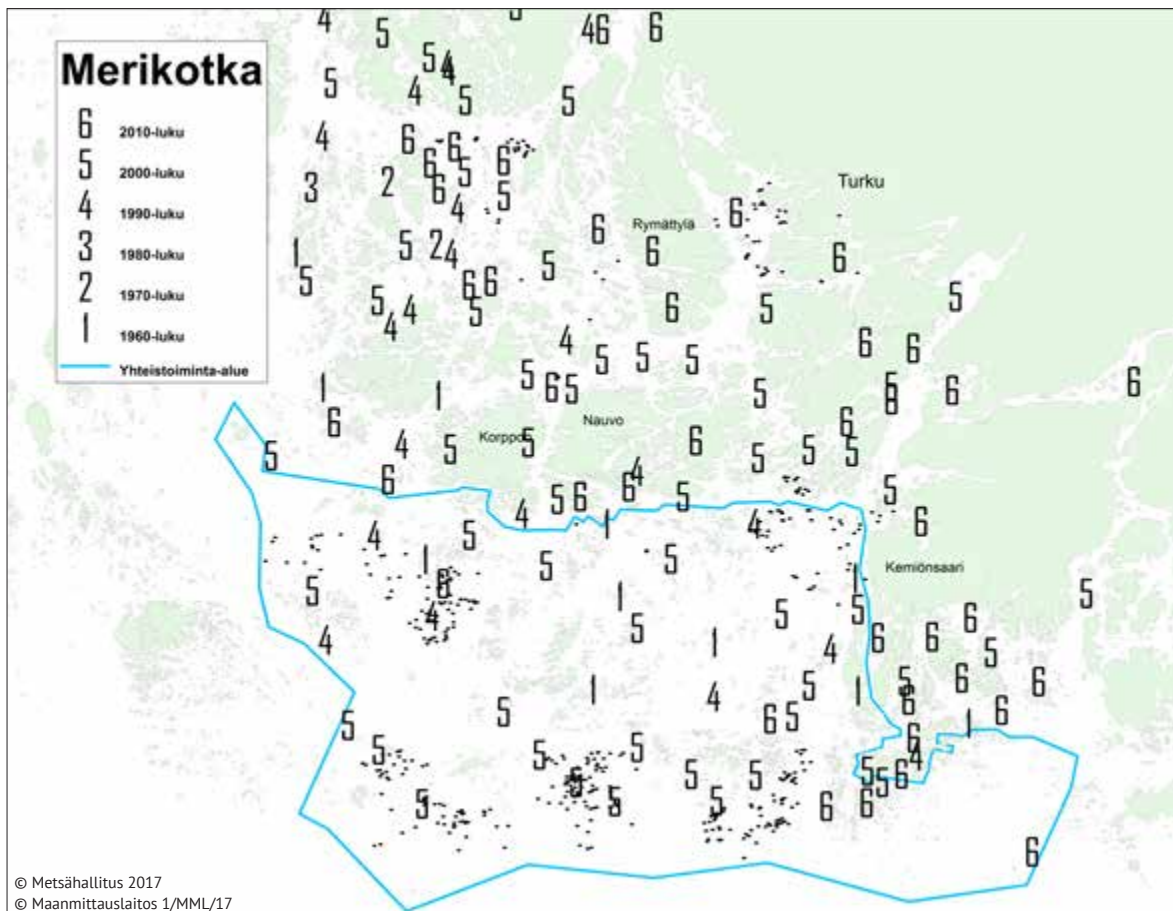 Merikotka
6 2010-luku
5 2000-luku
4 1990-luku
3 1980-luku
2 1970-luku
1 1960-luku
Yhteistoiminta-alue
Turku
Rymättylä
Nauvo
Korppoo
Kemiönsaari
© Metsähallitus 2017
© Maanmittauslaitos 1/MML/17